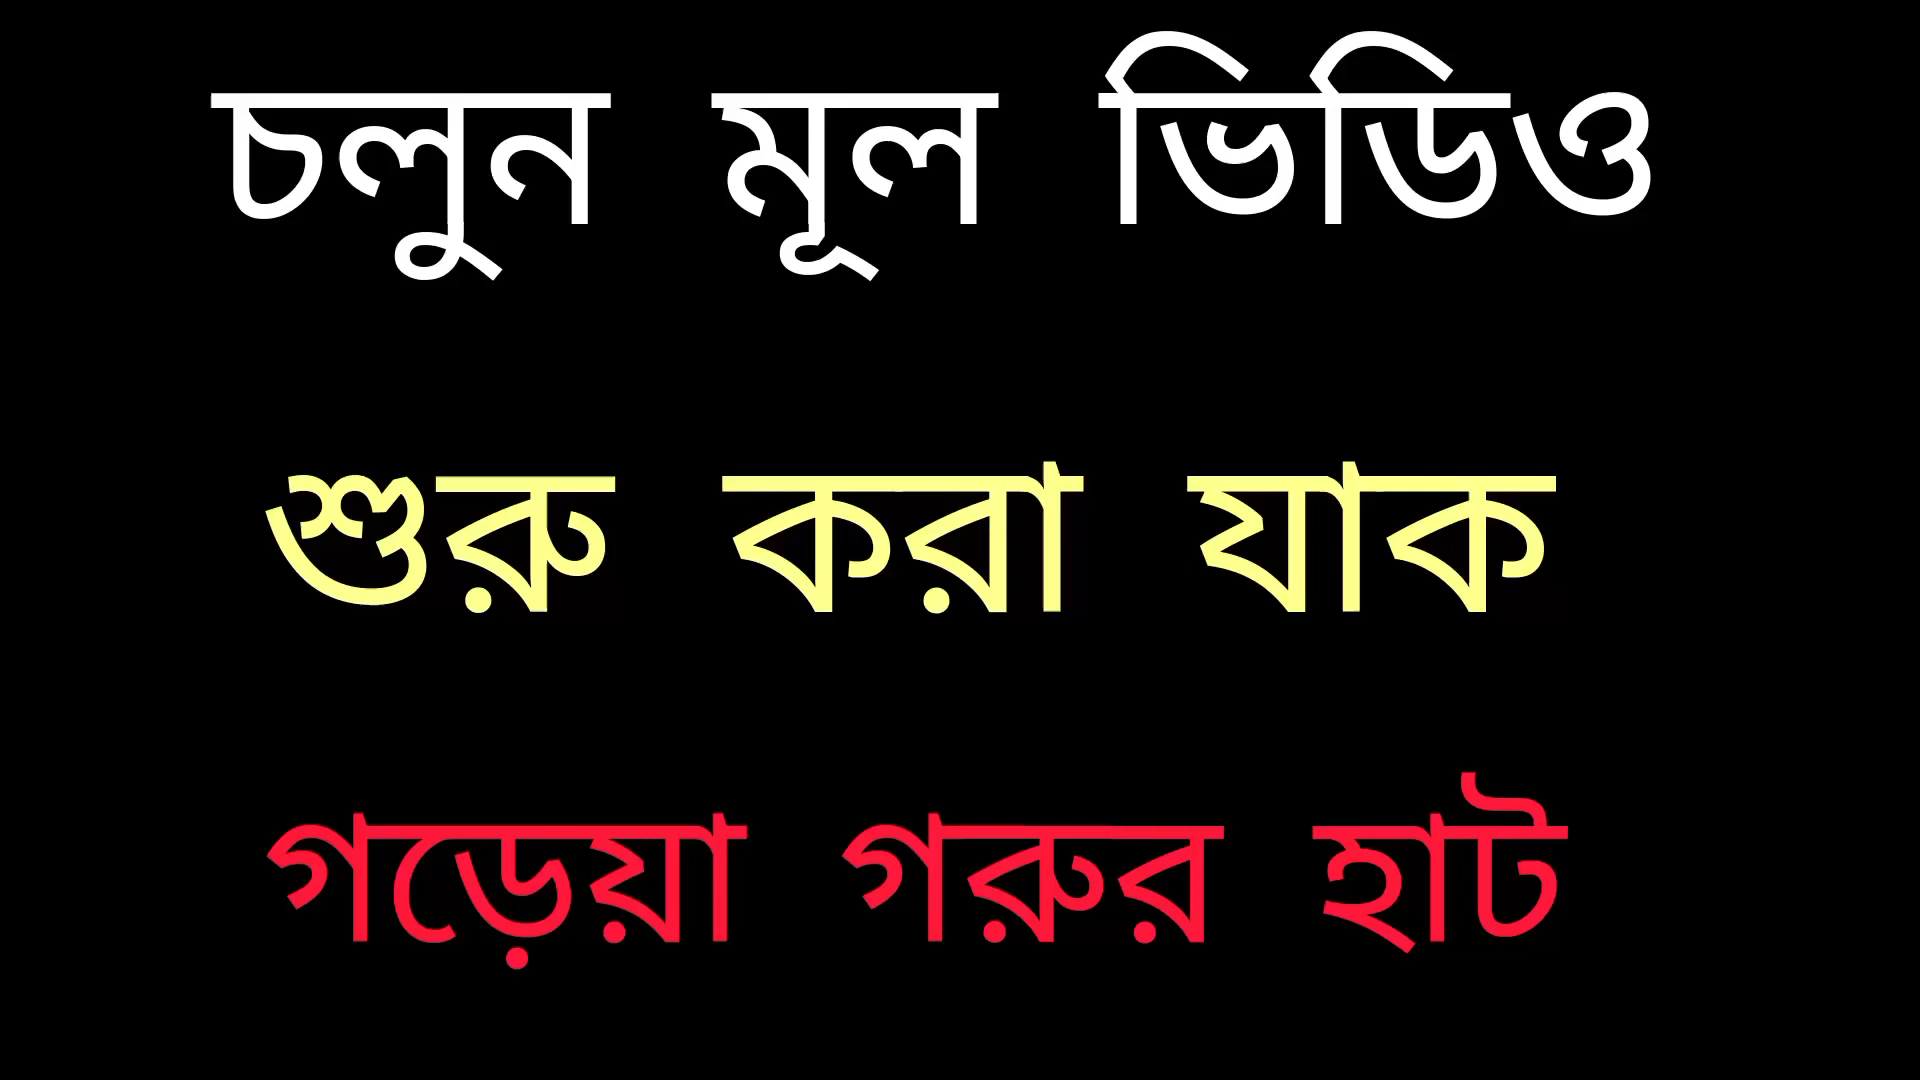 চলুন মূল ভিডিও
শুরু করা যাক
গড়েয়া গরুর হাট